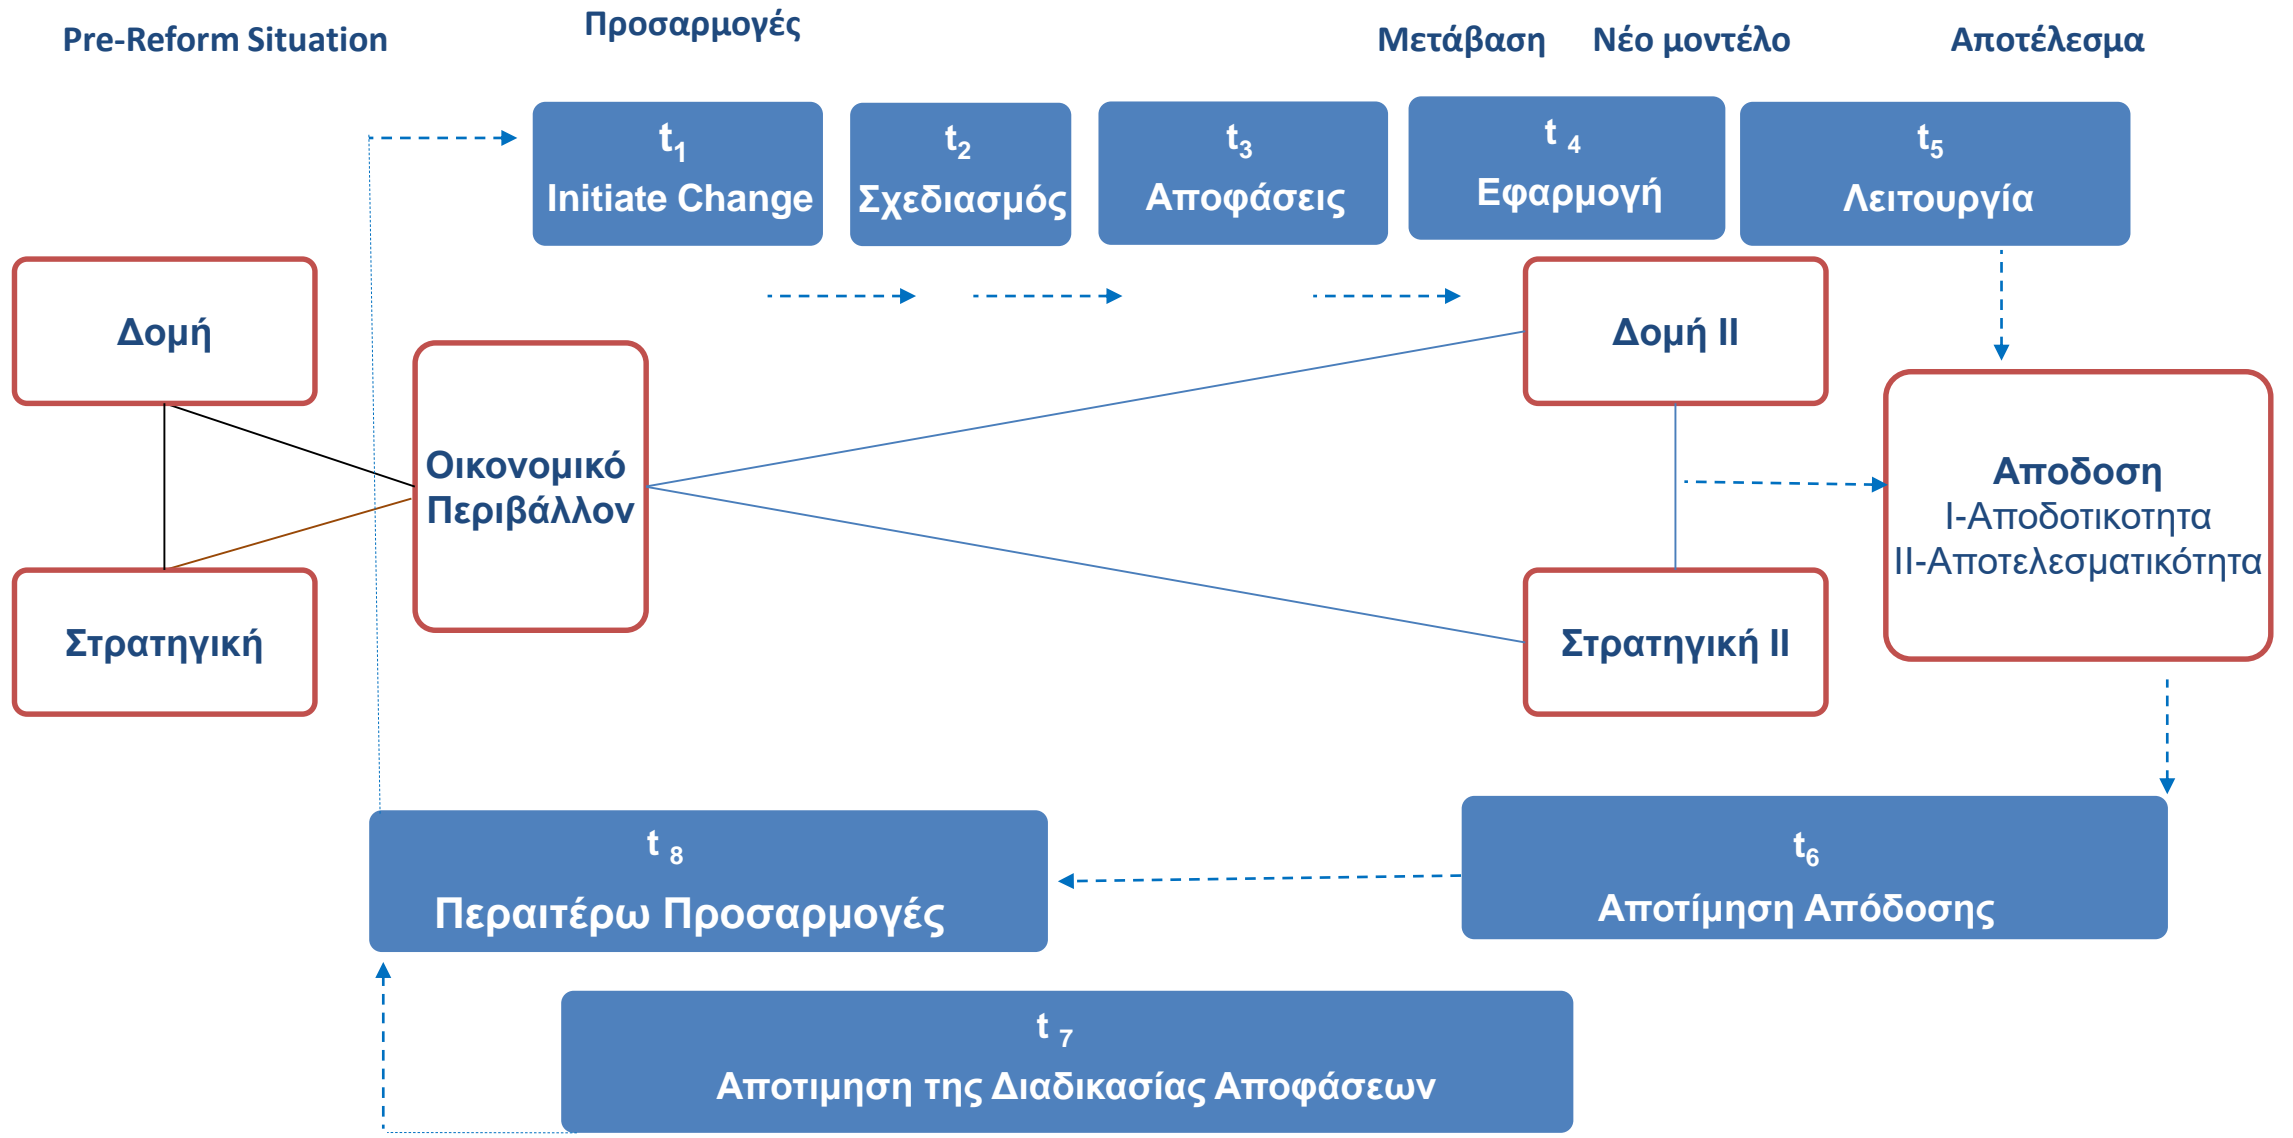 Pre-Reform Situation
Προσαρμογές
Μετάβαση
Νέο μοντέλο
Αποτέλεσμα
t1
Initiate Change
t2
Σχεδιασμός
t3
Αποφάσεις
t 4
Εφαρμογή
t5
Λειτουργία
Δομή
Δομή II
Οικονομικό
Περιβάλλον
Αποδοση
I-Αποδοτικοτητα
II-Αποτελεσματικότητα
Στρατηγική
Στρατηγική II
t 8
Περαιτέρω Προσαρμογές
t6
Αποτίμηση Απόδοσης
t 7
Αποτιμηση της Διαδικασίας Αποφάσεων